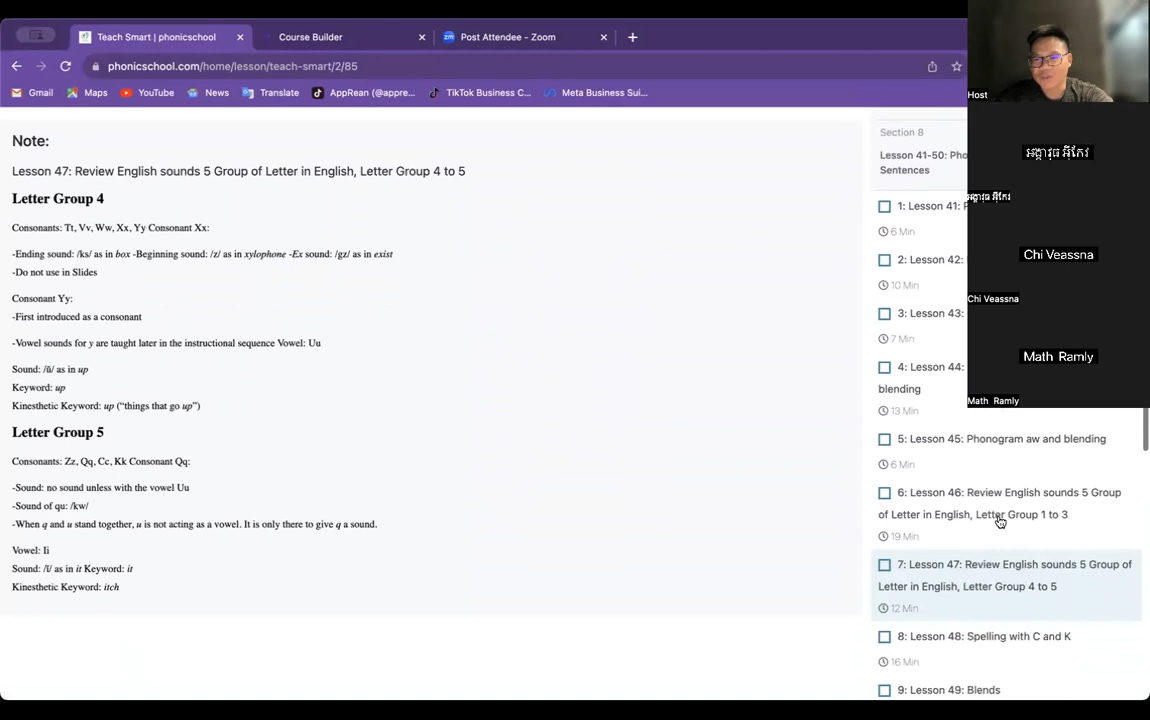 Teach Smart | phonicschool
Course Builder
Post Attendee - Zoom
phonicschool.com/home/lesson/teach-smart/2/85
Gmail
Maps
YouTube
News
Translate
AppRean (@appre...
TikTok Business C...
Meta Business Sui...
Host
Note:
Lesson 47: Review English sounds 5 Group of Letter in English, Letter Group 4 to 5
Letter Group 4
Consonants: Tt, Vv, Ww, Xx, Yy Consonant Xx:
-Ending sound: /ks/ as in box -Beginning sound: /z/ as in xylophone -Ex sound: /gz/ as in exist
-Do not use in Slides
Consonant Yy:
-First introduced as a consonant
-Vowel sounds for y are taught later in the instructional sequence Vowel: Uu
Sound: /ŭ/ as in up
Keyword: up
Kinesthetic Keyword: up (“things that go up”)
Letter Group 5
Consonants: Zz, Qq, Cc, Kk Consonant Qq:
-Sound: no sound unless with the vowel Uu
-Sound of qu: /kw/
-When q and u stand together, u is not acting as a vowel. It is only there to give q a sound.
Vowel: Ii
Sound: /ĭ/ as in it Keyword: it
Kinesthetic Keyword: itch
Section 8
Lesson 41-50: Pho
Sentences
1: Lesson 41: P
6 Min
2: Lesson 42:
10 Min
3: Lesson 43:
7 Min
4: Lesson 44:
blending
13 Min
5: Lesson 45: Phonogram aw and blending
6 Min
6: Lesson 46: Review English sounds 5 Group
of Letter in English, Letter Group 1 to 3
19 Min
7: Lesson 47: Review English sounds 5 Group of
Letter in English, Letter Group 4 to 5
12 Min
8: Lesson 48: Spelling with C and K
16 Min
9: Lesson 49: Blends
អង្គាវុធ អ៊ីកែវ
អង្គាវុធ អ៊ីកែវ
Chi Veassna
Chi Veassna
Math Ramly
Math Ramly